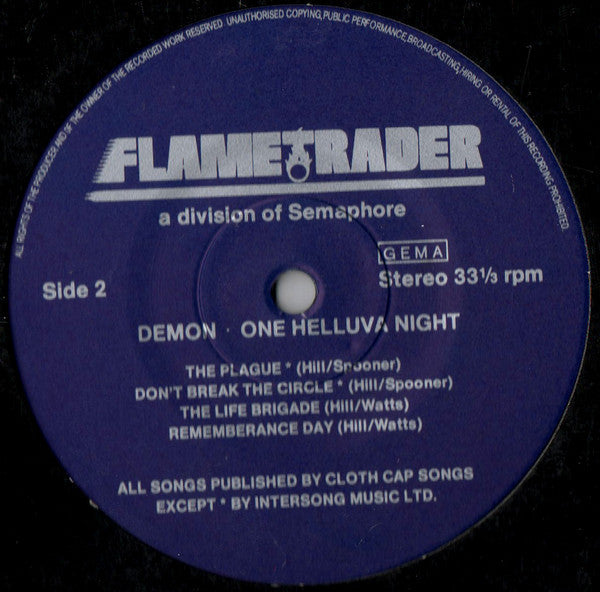 ALL RIGHTS OF THE PRODUCER AND OF THE OWNER OF THE RECORDED WORK RESERVED. UNAUTHORISED COPYING, PUBLIC PERFORMANCE, BROADCASTING, HIRING OR RENTAL OF THIS RECORDING PROHIBITED.
FLAMETRADER
a division of Semaphore
GEMA
Side 2
Stereo 33⅓ rpm
DEMON · ONE HELLUVA NIGHT
THE PLAGUE * (Hill/Spooner)
DON'T BREAK THE CIRCLE * (Hill/Spooner)
THE LIFE BRIGADE (Hill/Watts)
REMEMBERANCE DAY (Hill/Watts)
ALL SONGS PUBLISHED BY CLOTH CAP SONGS
EXCEPT * BY INTERSONG MUSIC LTD.